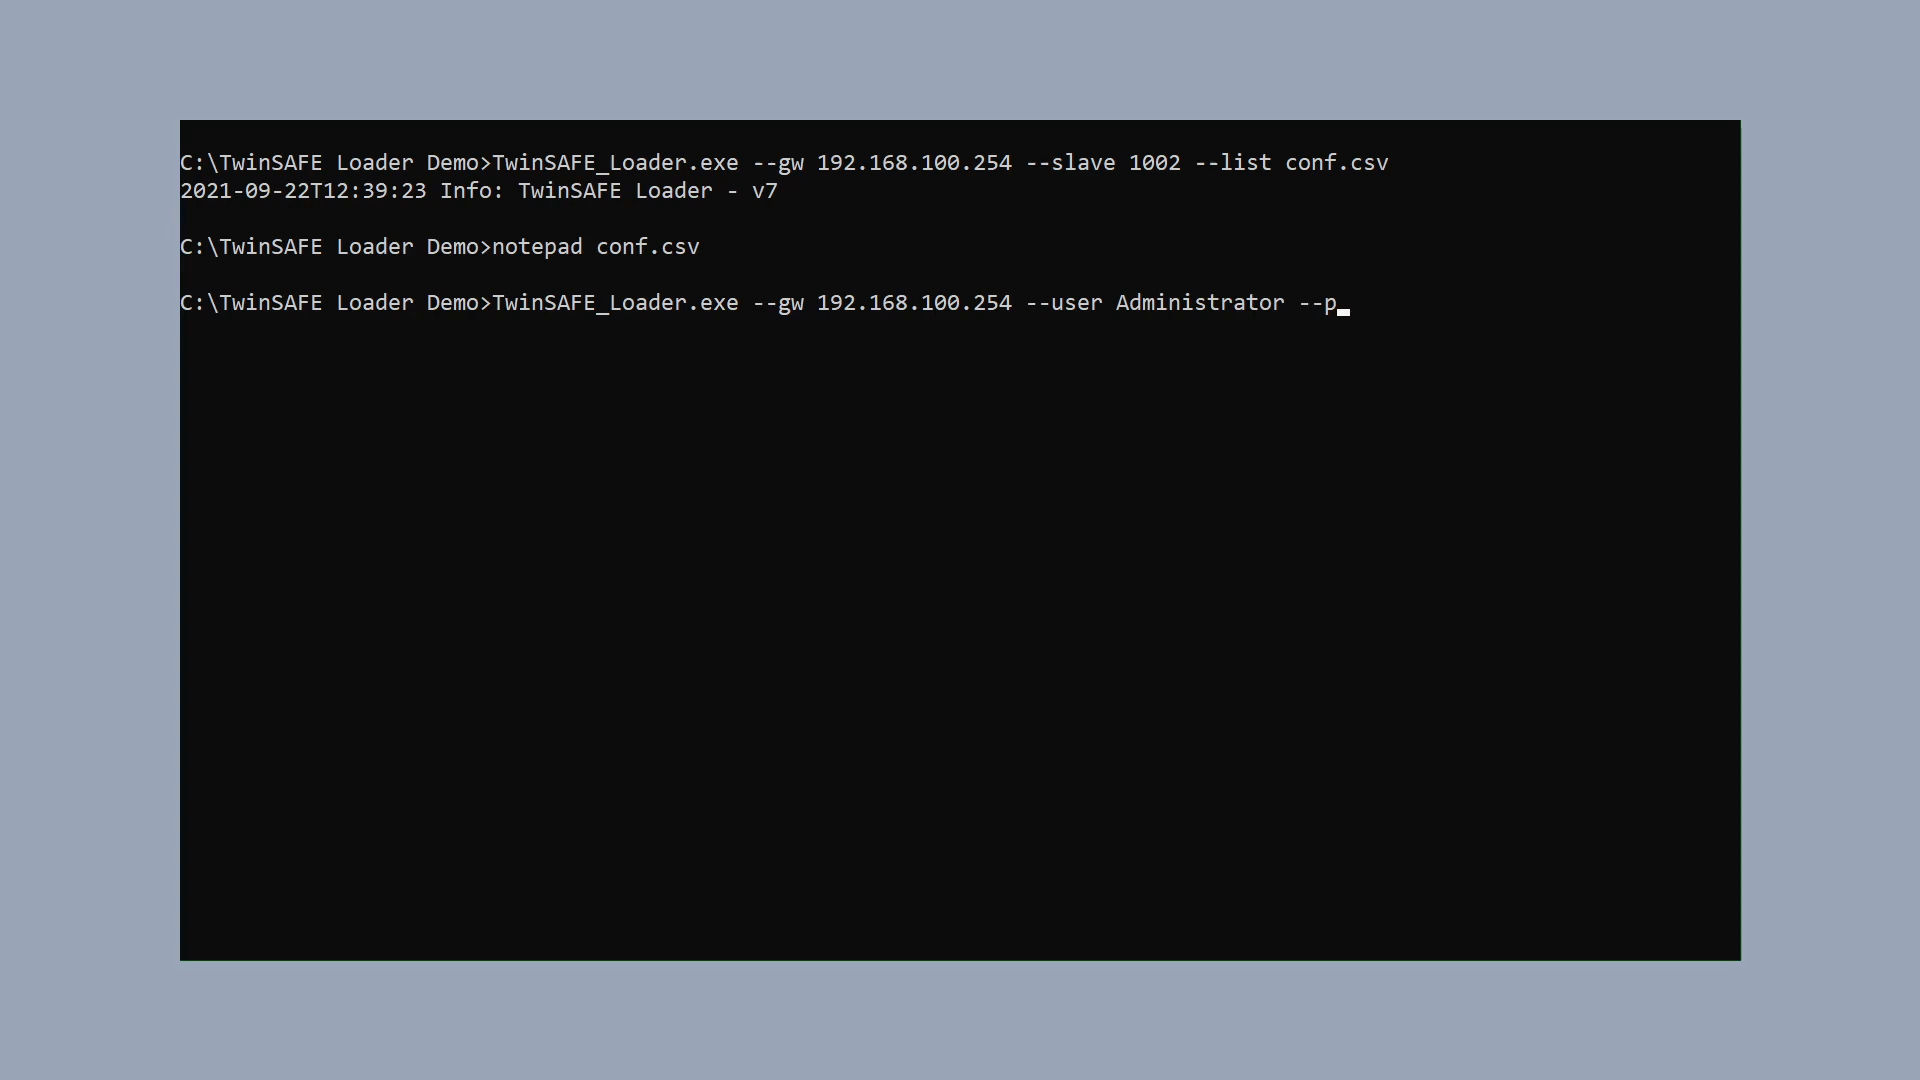 C:\TwinSAFE Loader Demo>TwinSAFE_Loader.exe --gw 192.168.100.254 --slave 1002 --list conf.csv
2021-09-22T12:39:23 Info: TwinSAFE Loader - v7
C:\TwinSAFE Loader Demo>notepad conf.csv
C:\TwinSAFE Loader Demo>TwinSAFE_Loader.exe --gw 192.168.100.254 --user Administrator --p